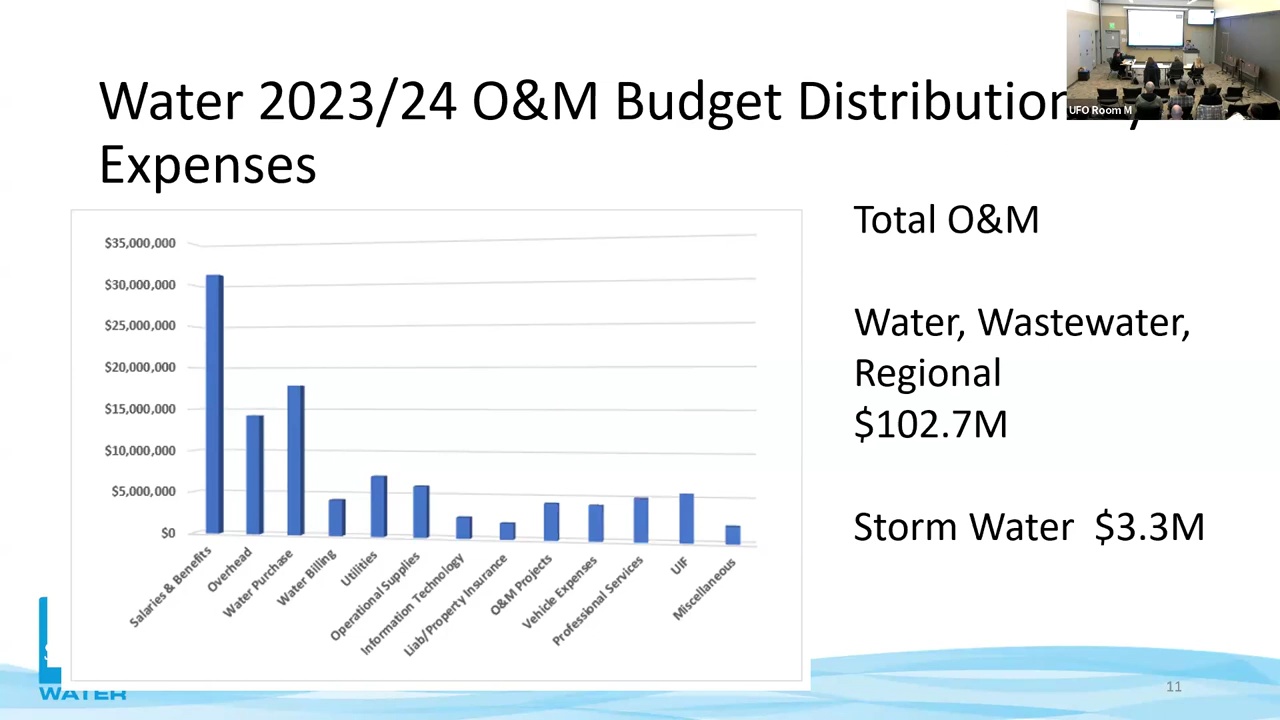 Water 2023/24 O&M Budget Distribution
Expenses
UFO Room M
$35,000,000
$30,000,000
$25,000,000
$20,000,000
$15,000,000
$10,000,000
$5,000,000
$0
Salaries & Benefits
Overhead
Water Purchase
Water Billing
Utilities
Operational Supplies
Information Technology
Liab/Property Insurance
O&M Projects
Vehicle Expenses
Professional Services
UIF
Miscellaneous
Total O&M
Water, Wastewater,
Regional
$102.7M
Storm Water $3.3M
WATER
11